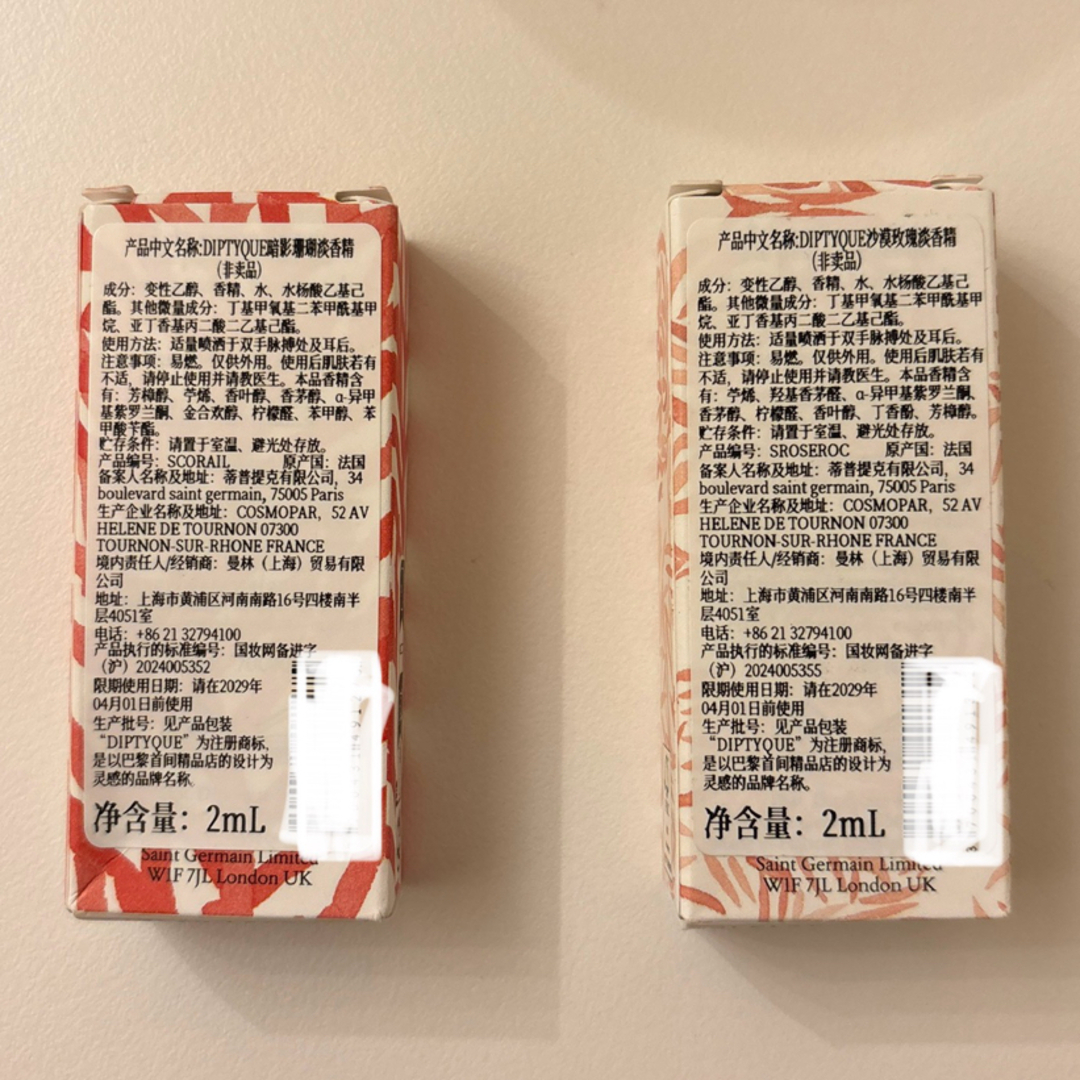 产品中文名称:DIPTYQUE暗影珊瑚淡香精
（非卖品）
成分：变性乙醇、香精、水、水杨酸乙基己
酯。其他微量成分：丁基甲氧基二苯甲酰基甲
烷、亚丁香基丙二酸二乙基己酯。
使用方法：适量喷洒于双手脉搏处及耳后。
注意事项：易燃。仅供外用。使用后肌肤若有
不适，请停止使用并请教医生。本品香精含
有：芳樟醇、苧烯、香叶醇、香茅醇、α-异甲
基紫罗兰酮、金合欢醇、柠檬醛、苯甲醇、苯
甲酸苄酯。
贮存条件：请置于室温、避光处存放。
产品编号：SCORAIL 原产国：法国
备案人名称及地址：蒂普提克有限公司，34
boulevard saint germain, 75005 Paris
生产企业名称及地址：COSMOPAR，52 AV
HELENE DE TOURNON 07300
TOURNON-SUR-RHONE FRANCE
境内责任人/经销商：曼林（上海）贸易有限
公司
地址：上海市黄浦区河南南路16号四楼南半
层4051室
电话：+86 21 32794100
产品执行的标准编号：国妆网备进字
（沪）2024005352
限期使用日期：请在2029年
04月01日前使用
生产批号：见产品包装
“DIPTYQUE”为注册商标，
是以巴黎首间精品店的设计为
灵感的品牌名称。
净含量：2mL
Saint Germain Limited
W1F 7JL London UK
产品中文名称:DIPTYQUE沙漠玫瑰淡香精
（非卖品）
成分：变性乙醇、香精、水、水杨酸乙基己
酯。其他微量成分：丁基甲氧基二苯甲酰基甲
烷、亚丁香基丙二酸二乙基己酯。
使用方法：适量喷洒于双手脉搏处及耳后。
注意事项：易燃。仅供外用。使用后肌肤若有
不适，请停止使用并请教医生。本品香精含
有：苧烯、羟基香茅醛、α-异甲基紫罗兰酮、
香茅醇、柠檬醛、香叶醇、丁香酚、芳樟醇。
贮存条件：请置于室温、避光处存放。
产品编号：SROSEROC 原产国：法国
备案人名称及地址：蒂普提克有限公司，34
boulevard saint germain, 75005 Paris
生产企业名称及地址：COSMOPAR，52 AV
HELENE DE TOURNON 07300
TOURNON-SUR-RHONE FRANCE
境内责任人/经销商：曼林（上海）贸易有限
公司
地址：上海市黄浦区河南南路16号四楼南半
层4051室
电话：+86 21 32794100
产品执行的标准编号：国妆网备进字
（沪）2024005355
限期使用日期：请在2029年
04月01日前使用
生产批号：见产品包装
“DIPTYQUE”为注册商标，
是以巴黎首间精品店的设计为
灵感的品牌名称。
净含量：2mL
Saint Germain Limited
W1F 7JL London UK